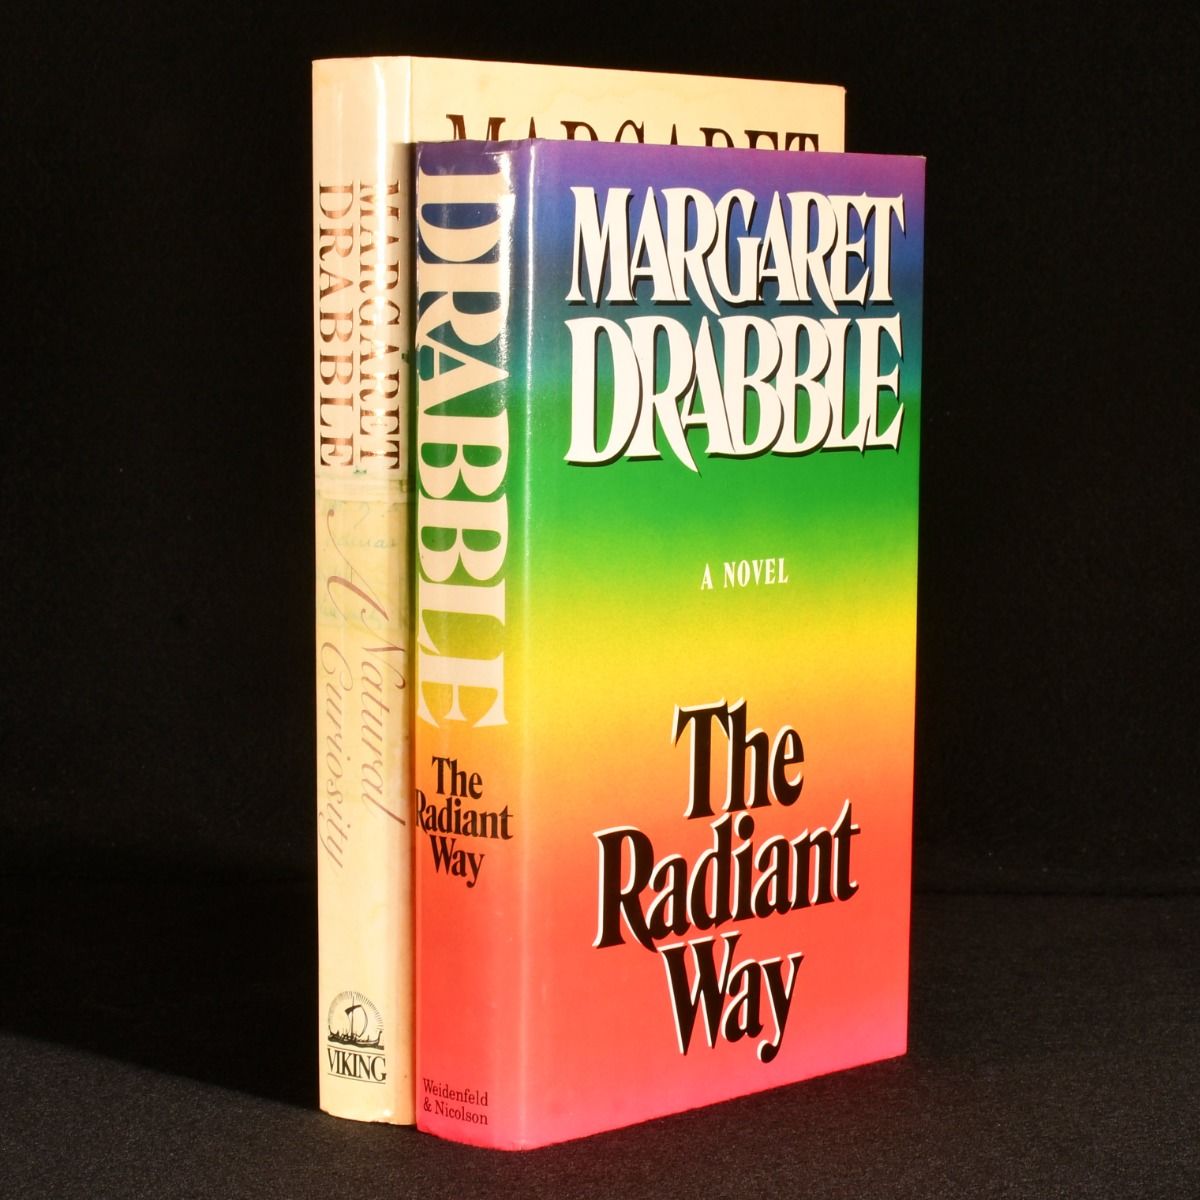 MARGARET
MARGARET
DRABBLE
A Natural
Curiosity
VIKING
DRABBLE
The
Radiant
Way
Weidenfeld
& Nicolson
MARGARET
DRABBLE
A NOVEL
The
Radiant
Way